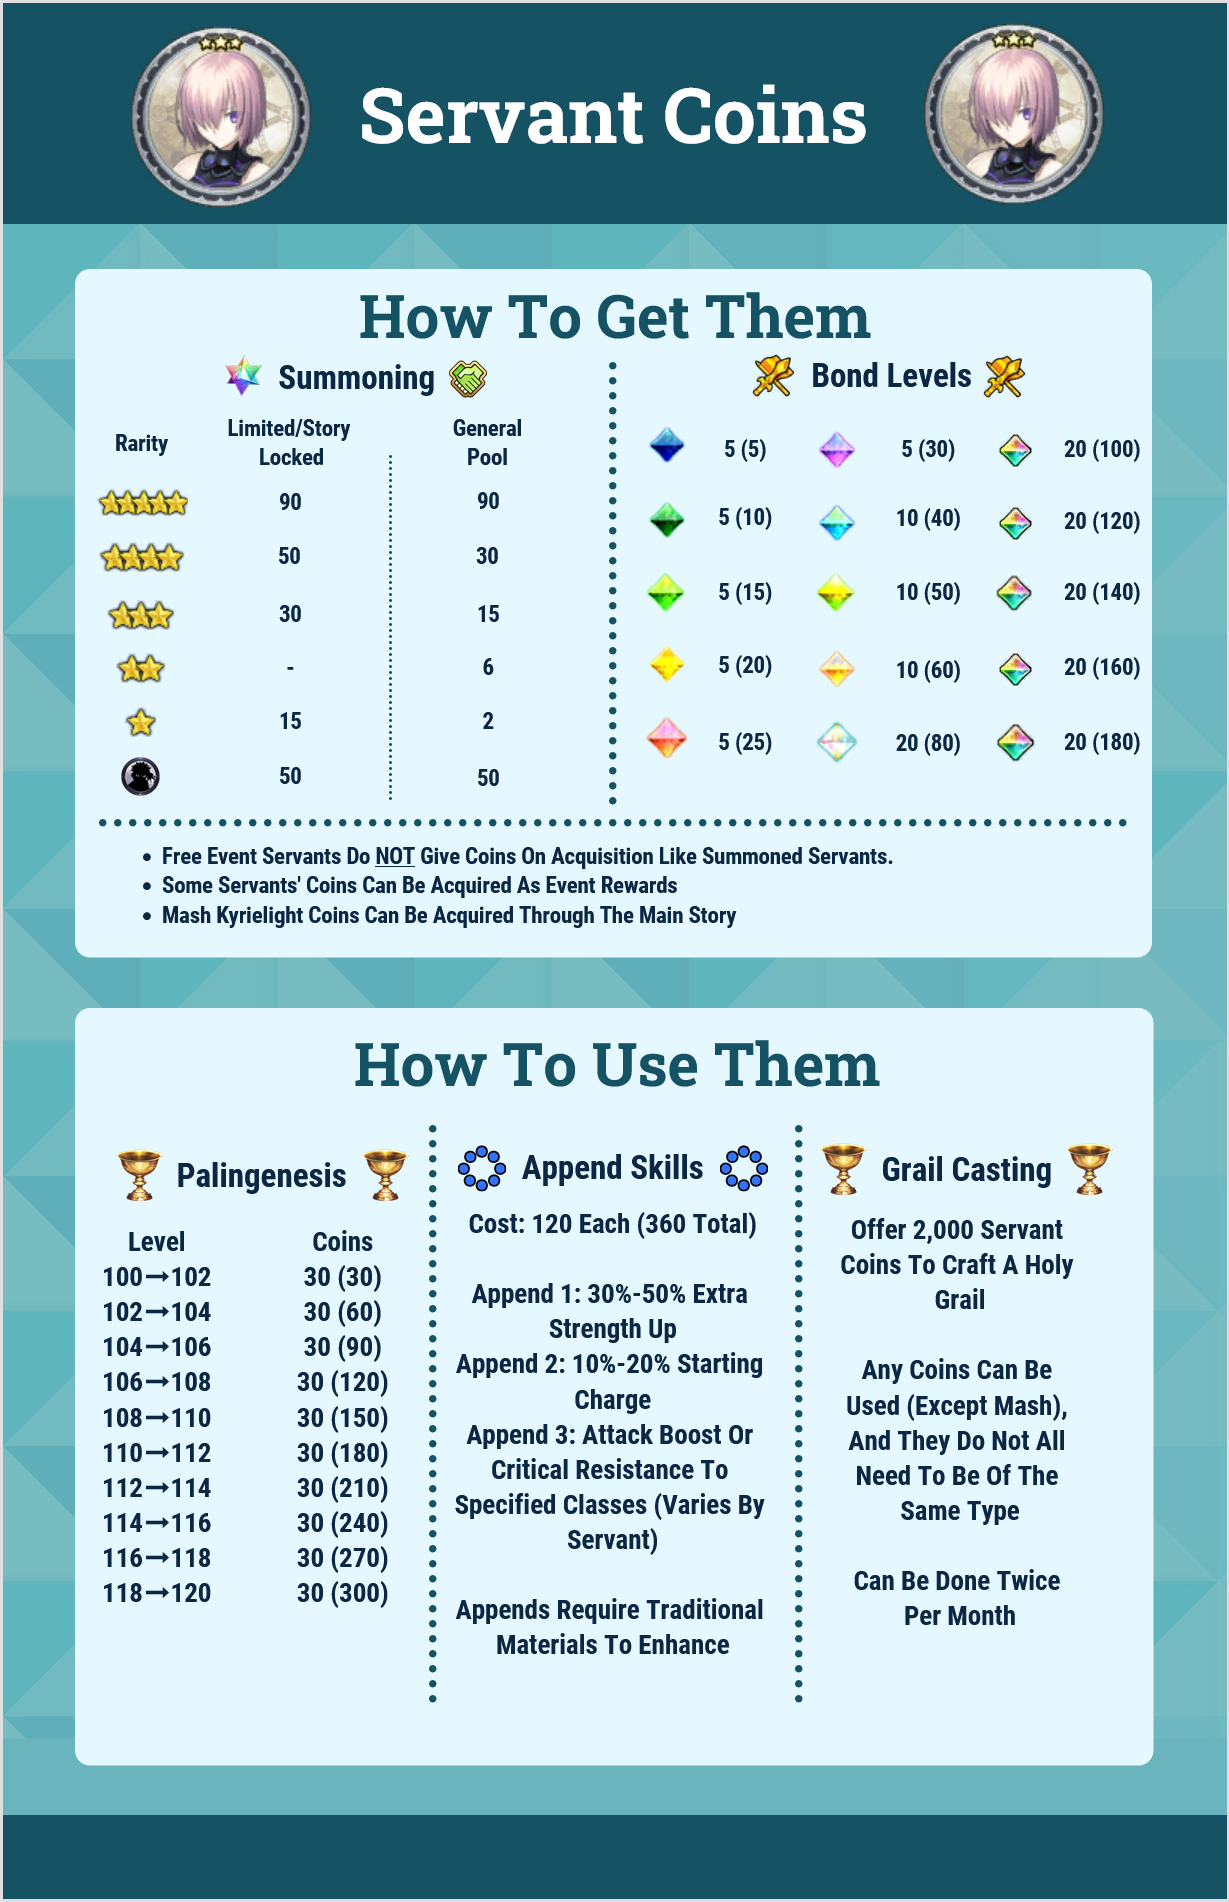 Servant Coins
How To Get Them
Summoning
Rarity
Limited/Story
Locked
General
Pool
90
90
50
30
30
15
-
6
15
2
50
50
Bond Levels
5 (5)
5 (30)
20 (100)
5 (10)
10 (40)
20 (120)
5 (15)
10 (50)
20 (140)
5 (20)
10 (60)
20 (160)
5 (25)
20 (80)
20 (180)
• Free Event Servants Do NOT Give Coins On Acquisition Like Summoned Servants.
• Some Servants' Coins Can Be Acquired As Event Rewards
• Mash Kyrielight Coins Can Be Acquired Through The Main Story
How To Use Them
Palingenesis
Level Coins
100→102 30 (30)
102→104 30 (60)
104→106 30 (90)
106→108 30 (120)
108→110 30 (150)
110→112 30 (180)
112→114 30 (210)
114→116 30 (240)
116→118 30 (270)
118→120 30 (300)
Append Skills
Cost: 120 Each (360 Total)
Append 1: 30%-50% Extra
Strength Up
Append 2: 10%-20% Starting
Charge
Append 3: Attack Boost Or
Critical Resistance To
Specified Classes (Varies By
Servant)
Appends Require Traditional
Materials To Enhance
Grail Casting
Offer 2,000 Servant
Coins To Craft A Holy
Grail
Any Coins Can Be
Used (Except Mash),
And They Do Not All
Need To Be Of The
Same Type
Can Be Done Twice
Per Month